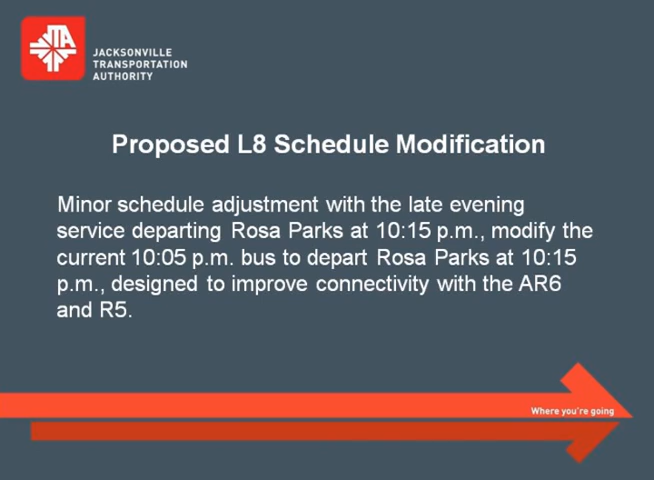 JTA
JACKSONVILLE
TRANSPORTATION
AUTHORITY
Proposed L8 Schedule Modification
Minor schedule adjustment with the late evening
service departing Rosa Parks at 10:15 p.m., modify the
current 10:05 p.m. bus to depart Rosa Parks at 10:15
p.m., designed to improve connectivity with the AR6
and R5.
Where you're going